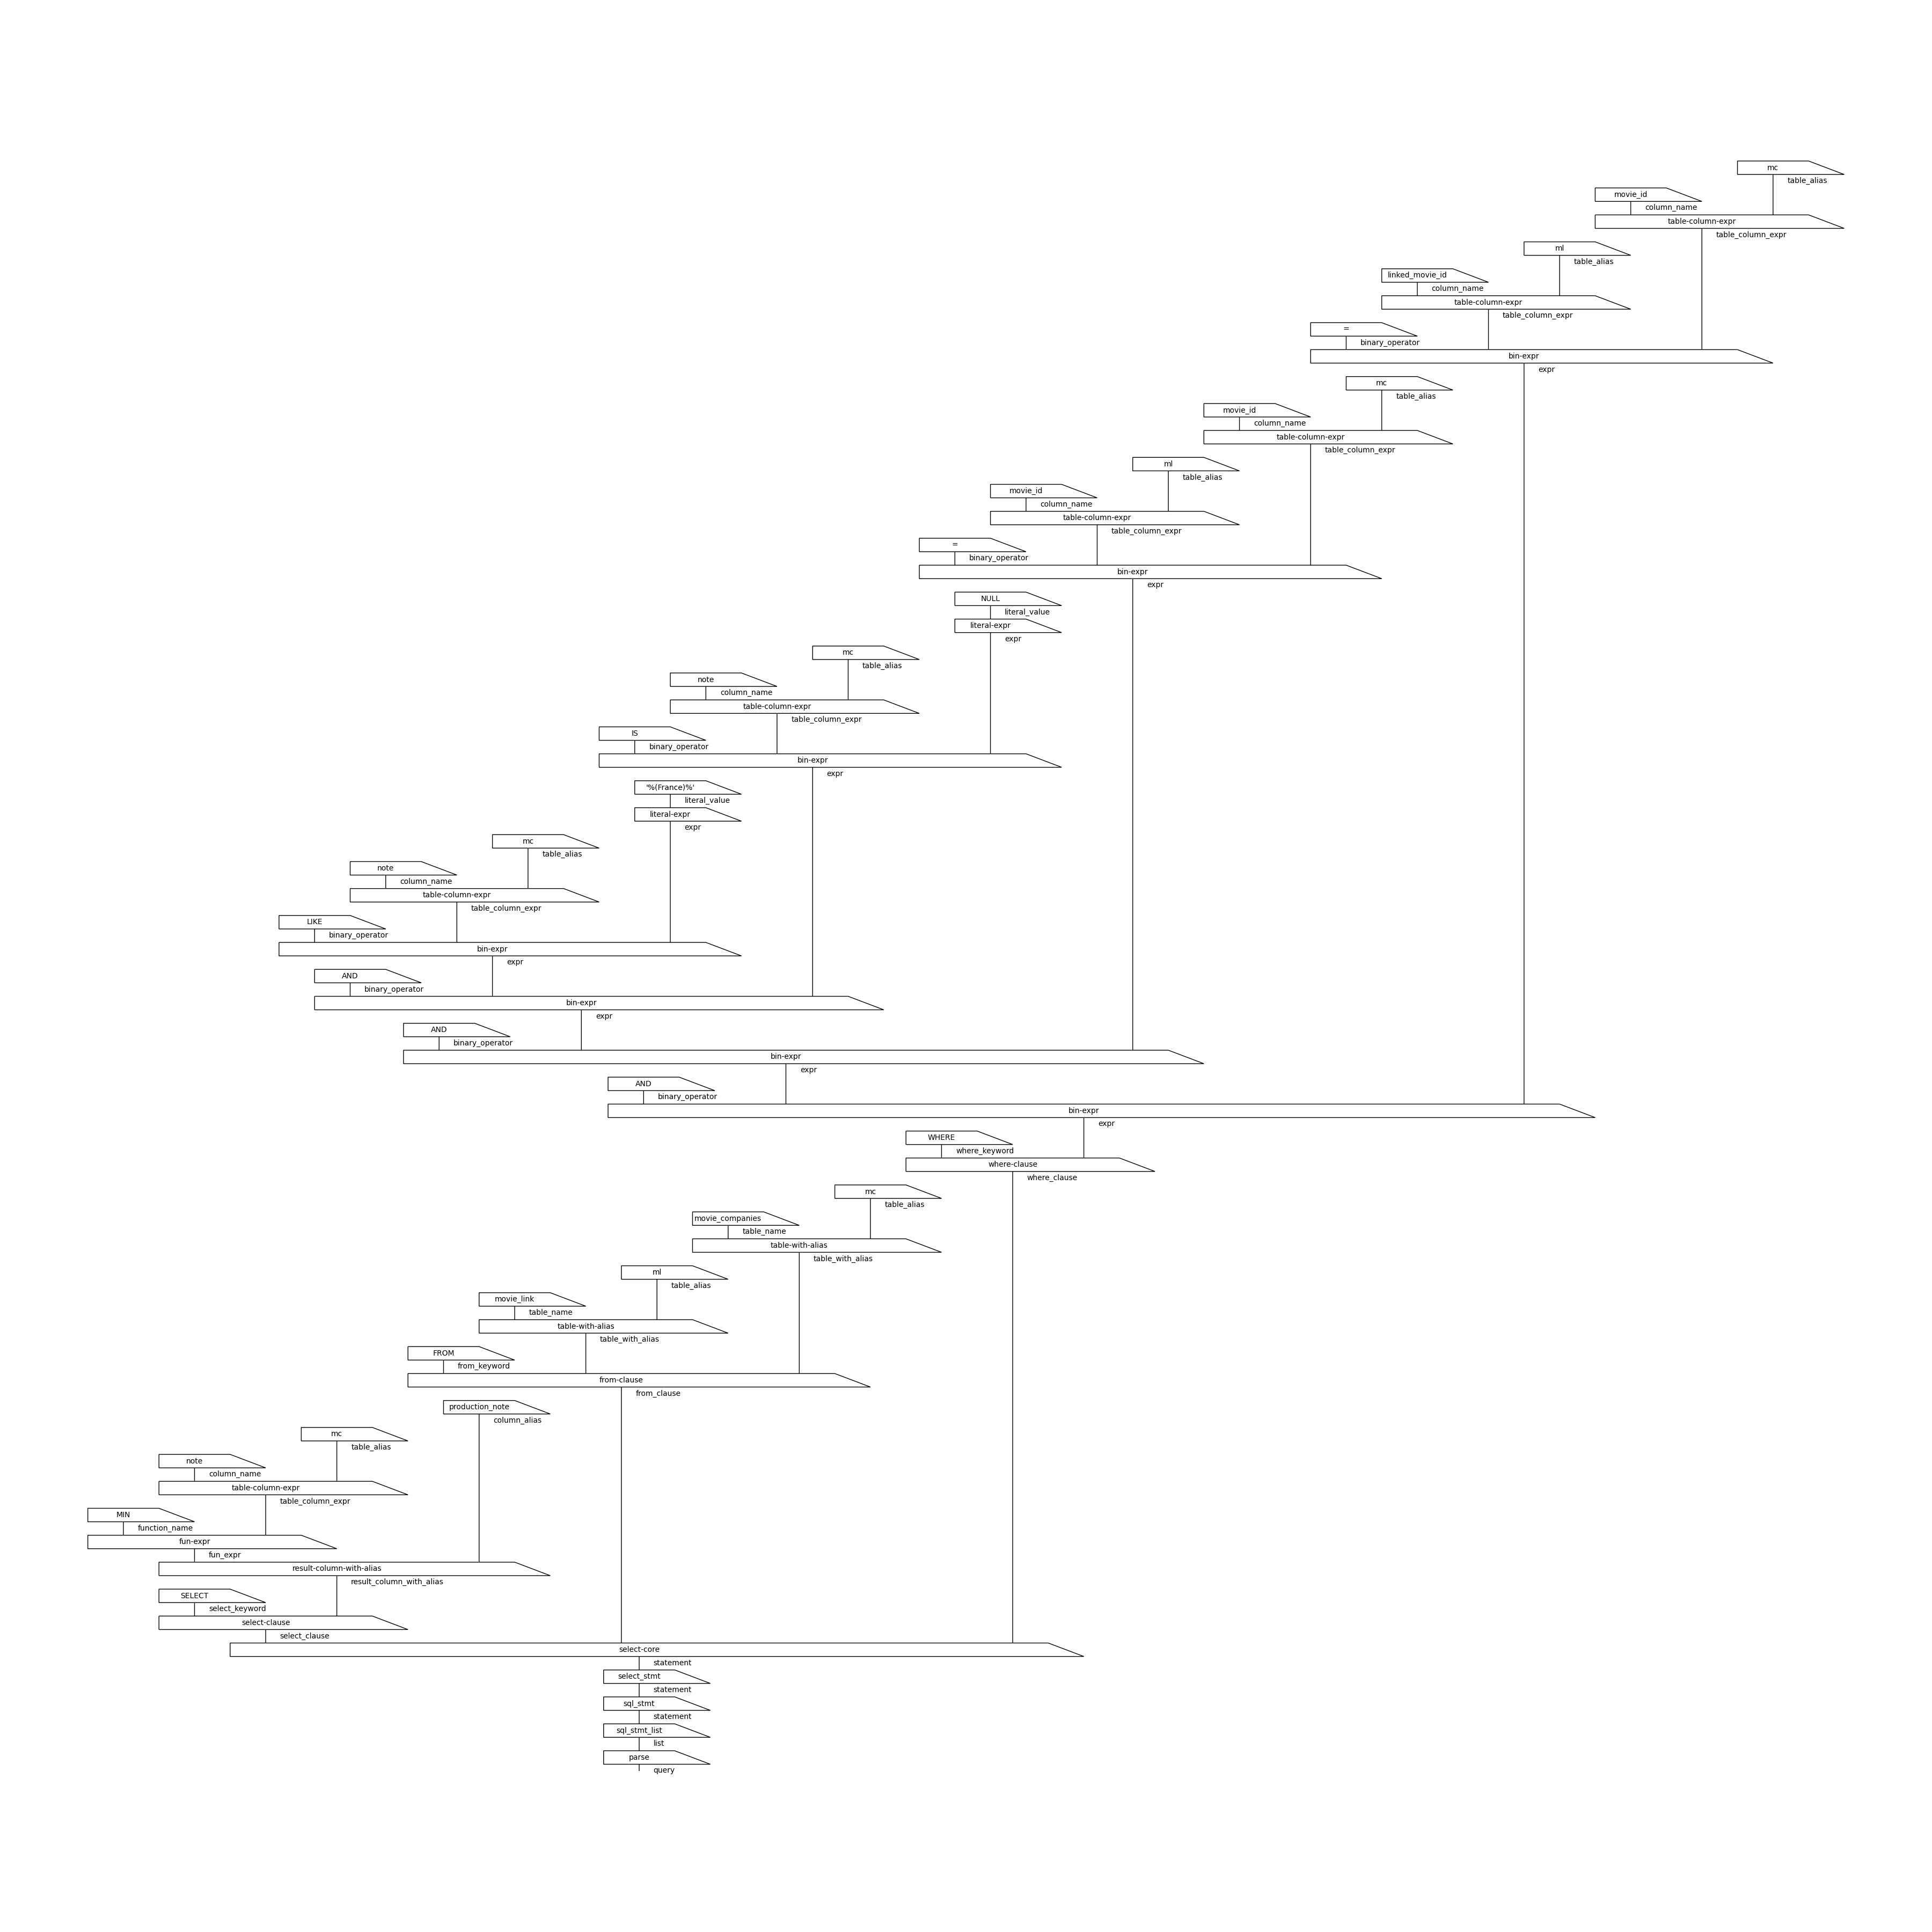 mc
table_alias
movie_id
column_name
table-column-expr
table_column_expr
ml
table_alias
linked_movie_id
column_name
table-column-expr
table_column_expr
=
binary_operator
bin-expr
expr
mc
table_alias
movie_id
column_name
table-column-expr
table_column_expr
ml
table_alias
movie_id
column_name
table-column-expr
table_column_expr
=
binary_operator
bin-expr
expr
NULL
literal_value
literal-expr
expr
mc
table_alias
note
column_name
table-column-expr
table_column_expr
IS
binary_operator
bin-expr
expr
'%(France)%'
literal_value
literal-expr
expr
mc
table_alias
note
column_name
table-column-expr
table_column_expr
LIKE
binary_operator
bin-expr
expr
AND
binary_operator
bin-expr
expr
AND
binary_operator
bin-expr
expr
AND
binary_operator
bin-expr
expr
WHERE
where_keyword
where-clause
where_clause
mc
table_alias
movie_companies
table_name
table-with-alias
table_with_alias
ml
table_alias
movie_link
table_name
table-with-alias
table_with_alias
FROM
from_keyword
from-clause
from_clause
production_note
column_alias
mc
table_alias
note
column_name
table-column-expr
table_column_expr
MIN
function_name
fun-expr
fun_expr
result-column-with-alias
result_column_with_alias
SELECT
select_keyword
select-clause
select_clause
select-core
statement
select_stmt
statement
sql_stmt
statement
sql_stmt_list
list
parse
query